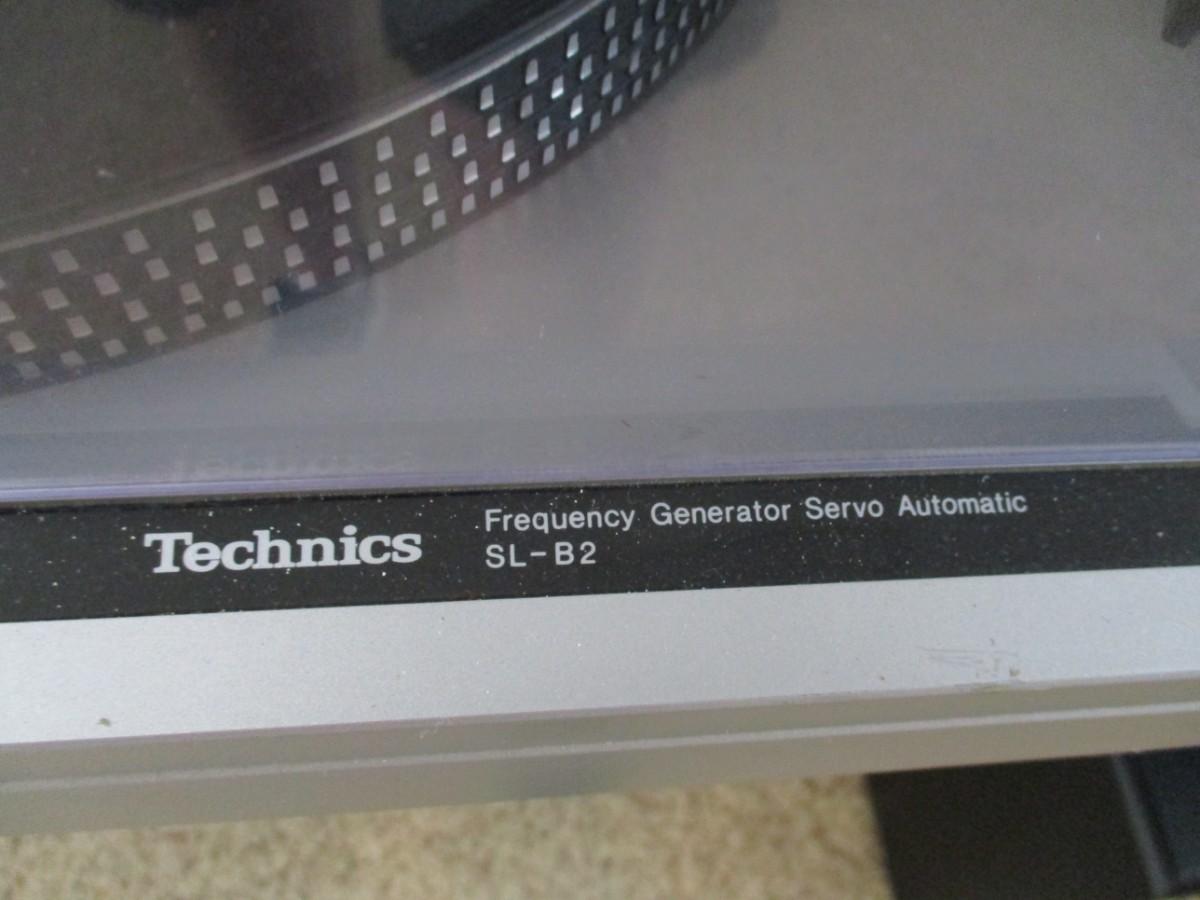 Technics
Frequency Generator Servo Automatic
SL-B2